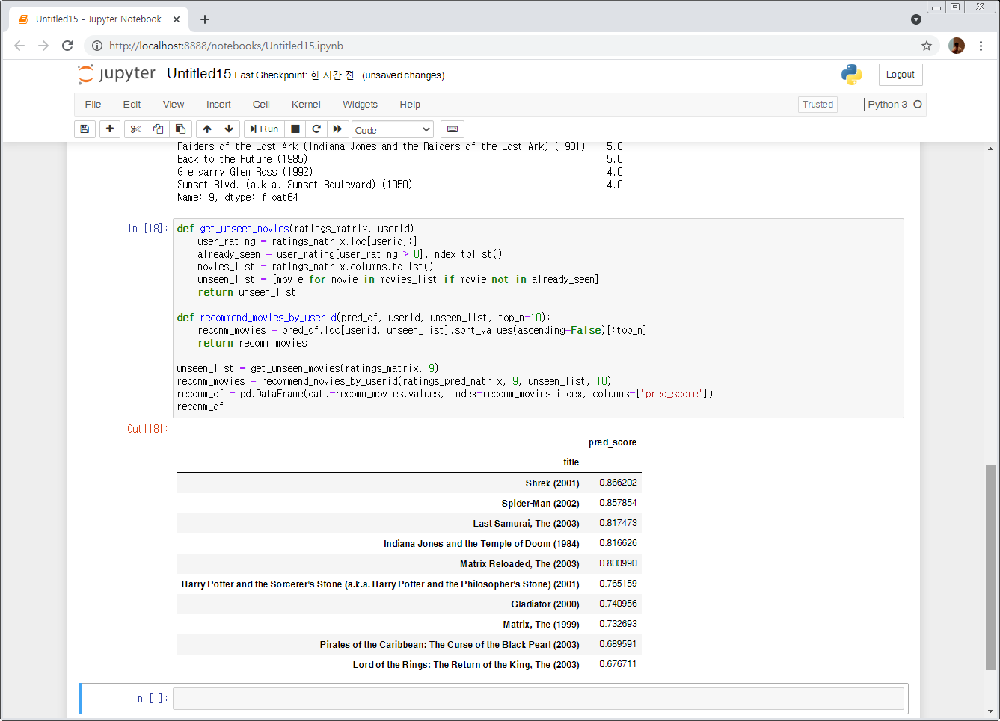 Untitled15 - Jupyter Notebook
http://localhost:8888/notebooks/Untitled15.ipynb
jupyter Untitled15 Last Checkpoint: 한 시간 전 (unsaved changes)
Logout
File Edit View Insert Cell Kernel Widgets Help
Trusted Python 3
Run Code
Raiders of the Lost Ark (Indiana Jones and the Raiders of the Lost Ark) (1981) 5.0
Back to the Future (1985) 5.0
Glengarry Glen Ross (1992) 4.0
Sunset Blvd. (a.k.a. Sunset Boulevard) (1950) 4.0
Name: 9, dtype: float64
In [18]: def get_unseen_movies(ratings_matrix, userid):
user_rating = ratings_matrix.loc[userid,:]
already_seen = user_rating[user_rating > 0].index.tolist()
movies_list = ratings_matrix.columns.tolist()
unseen_list = [movie for movie in movies_list if movie not in already_seen]
return unseen_list
def recommend_movies_by_userid(pred_df, userid, unseen_list, top_n=10):
recomm_movies = pred_df.loc[userid, unseen_list].sort_values(ascending=False)[:top_n]
return recomm_movies
unseen_list = get_unseen_movies(ratings_matrix, 9)
recomm_movies = recommend_movies_by_userid(ratings_pred_matrix, 9, unseen_list, 10)
recomm_df = pd.DataFrame(data=recomm_movies.values, index=recomm_movies.index, columns=['pred_score'])
recomm_df
Out[18]:
pred_score
title
Shrek (2001) 0.866202
Spider-Man (2002) 0.857854
Last Samurai, The (2003) 0.817473
Indiana Jones and the Temple of Doom (1984) 0.816626
Matrix Reloaded, The (2003) 0.800990
Harry Potter and the Sorcerer's Stone (a.k.a. Harry Potter and the Philosopher's Stone) (2001) 0.765159
Gladiator (2000) 0.740956
Matrix, The (1999) 0.732693
Pirates of the Caribbean: The Curse of the Black Pearl (2003) 0.689591
Lord of the Rings: The Return of the King, The (2003) 0.676711
In [ ]: